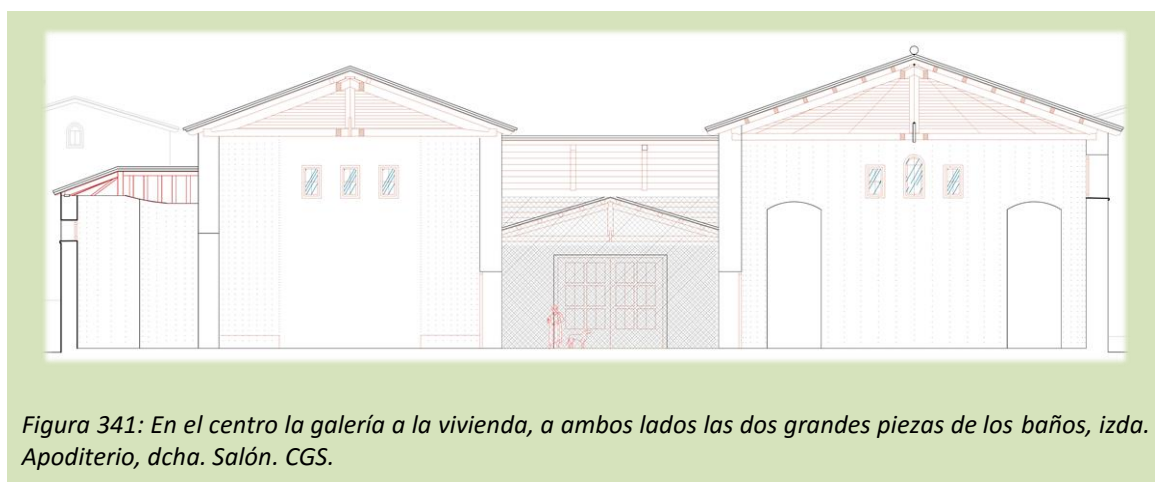 Figura 341: En el centro la galería a la vivienda, a ambos lados las dos grandes piezas de los baños, izda.
Apoditerio, dcha. Salón. CGS.